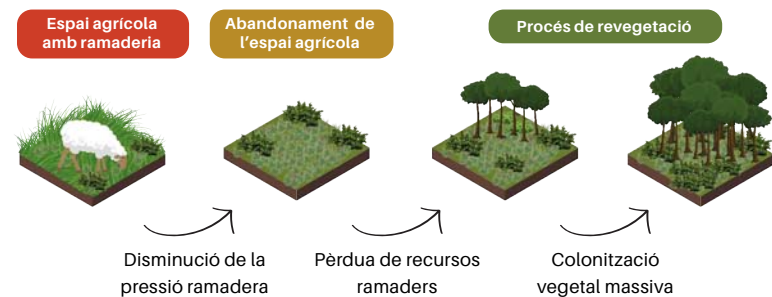 Espai agrícola
amb ramaderia
Abandonament de
l'espai agrícola
Procés de revegetació
Disminució de la
pressió ramadera
Pèrdua de recursos
ramaders
Colonització
vegetal massiva